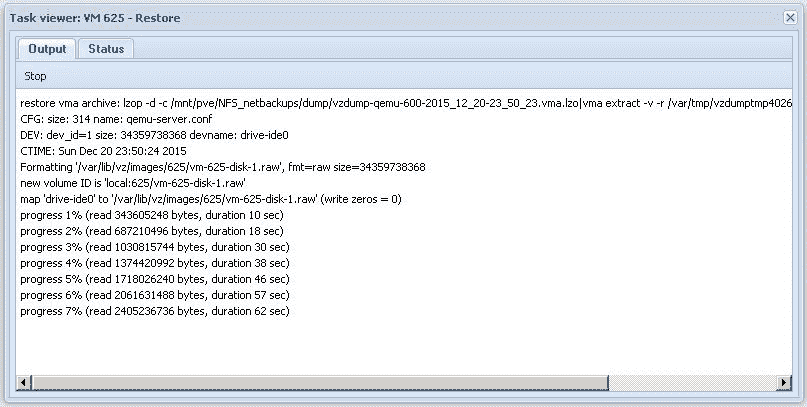 Task viewer: VM 625 - Restore
Output Status
Stop
restore vma archive: lzop -d -c /mnt/pve/NFS_netbackups/dump/vzdump-qemu-600-2015_12_20-23_50_23.vma.lzo|vma extract -v -r /var/tmp/vzdumptmp4026
CFG: size: 314 name: qemu-server.conf
DEV: dev_id=1 size: 34359738368 devname: drive-ide0
CTIME: Sun Dec 20 23:50:24 2015
Formatting '/var/lib/vz/images/625/vm-625-disk-1.raw', fmt=raw size=34359738368
new volume ID is 'local:625/vm-625-disk-1.raw'
map 'drive-ide0' to '/var/lib/vz/images/625/vm-625-disk-1.raw' (write zeros = 0)
progress 1% (read 343605248 bytes, duration 10 sec)
progress 2% (read 687210496 bytes, duration 18 sec)
progress 3% (read 1030815744 bytes, duration 30 sec)
progress 4% (read 1374420992 bytes, duration 38 sec)
progress 5% (read 1718026240 bytes, duration 46 sec)
progress 6% (read 2061631488 bytes, duration 57 sec)
progress 7% (read 2405236736 bytes, duration 62 sec)